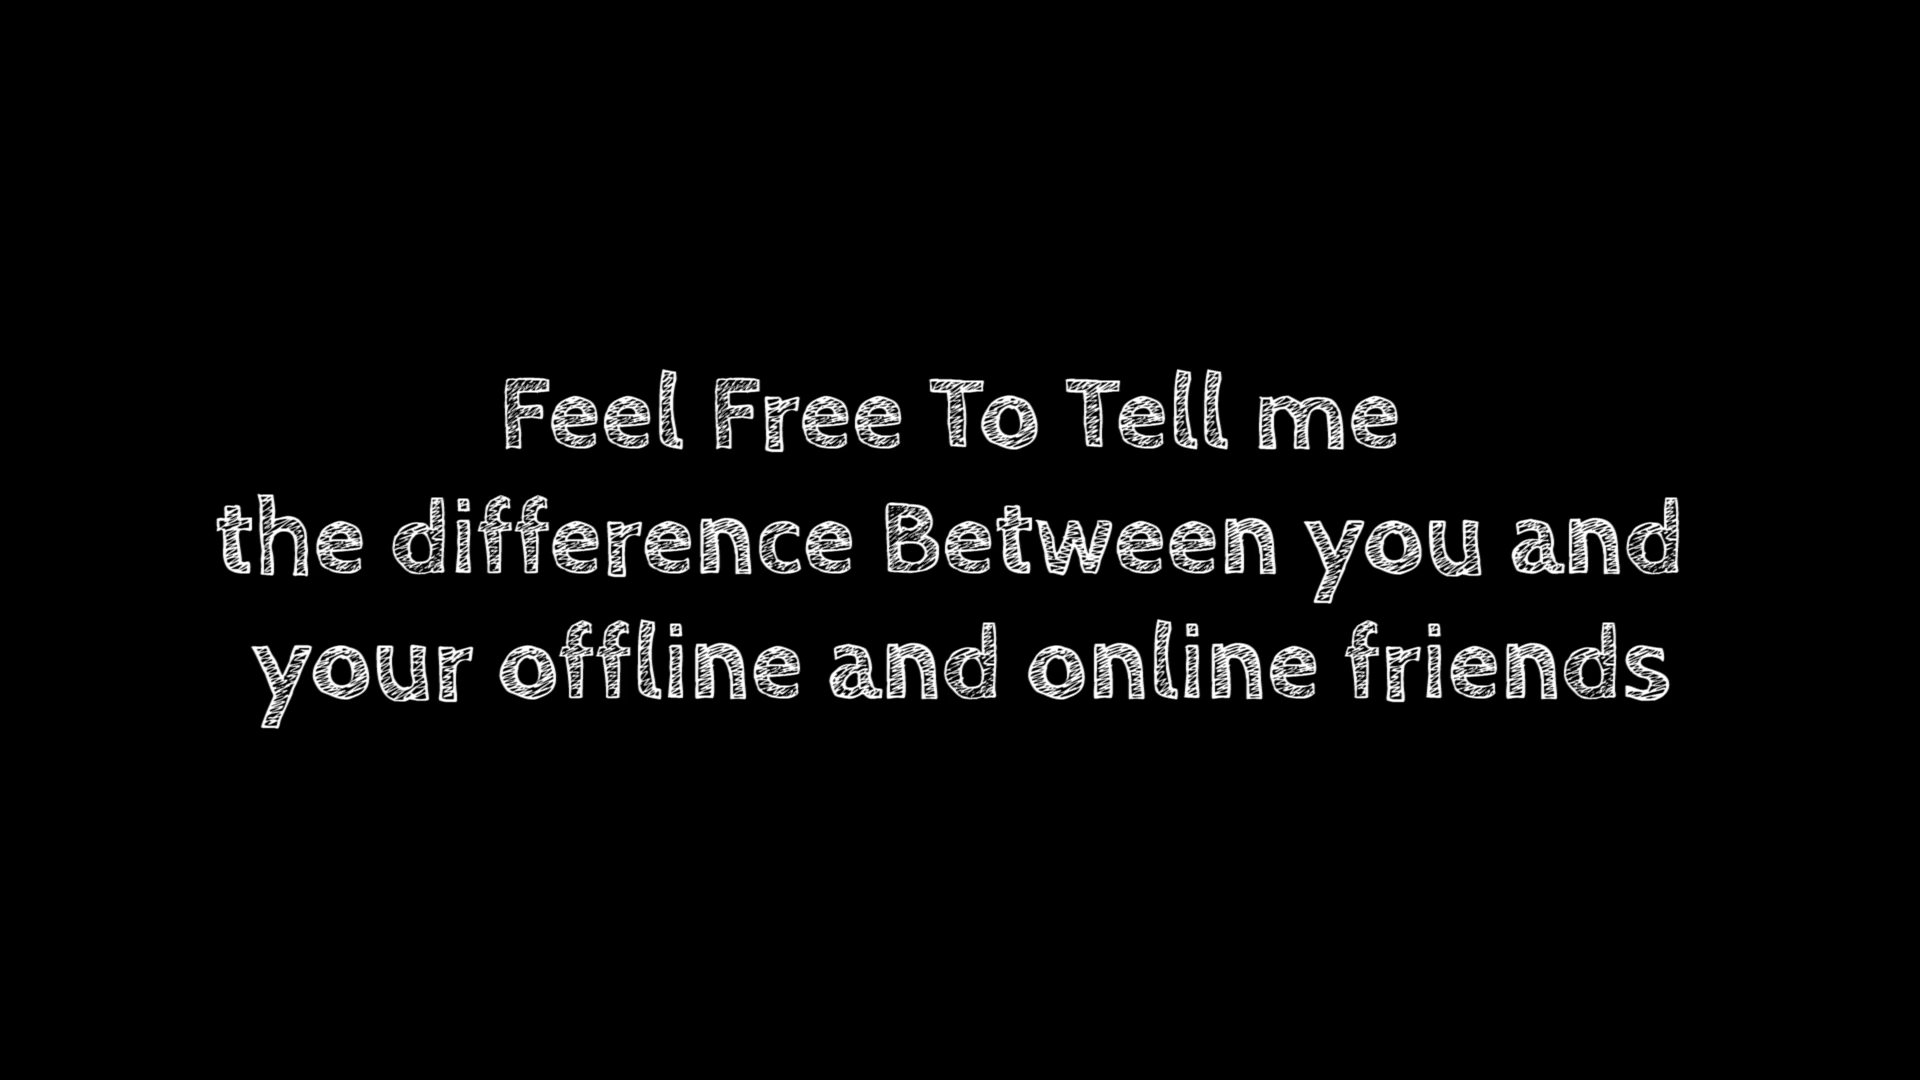 Feel Free To Tell me
the difference Between you and
your offline and online friends